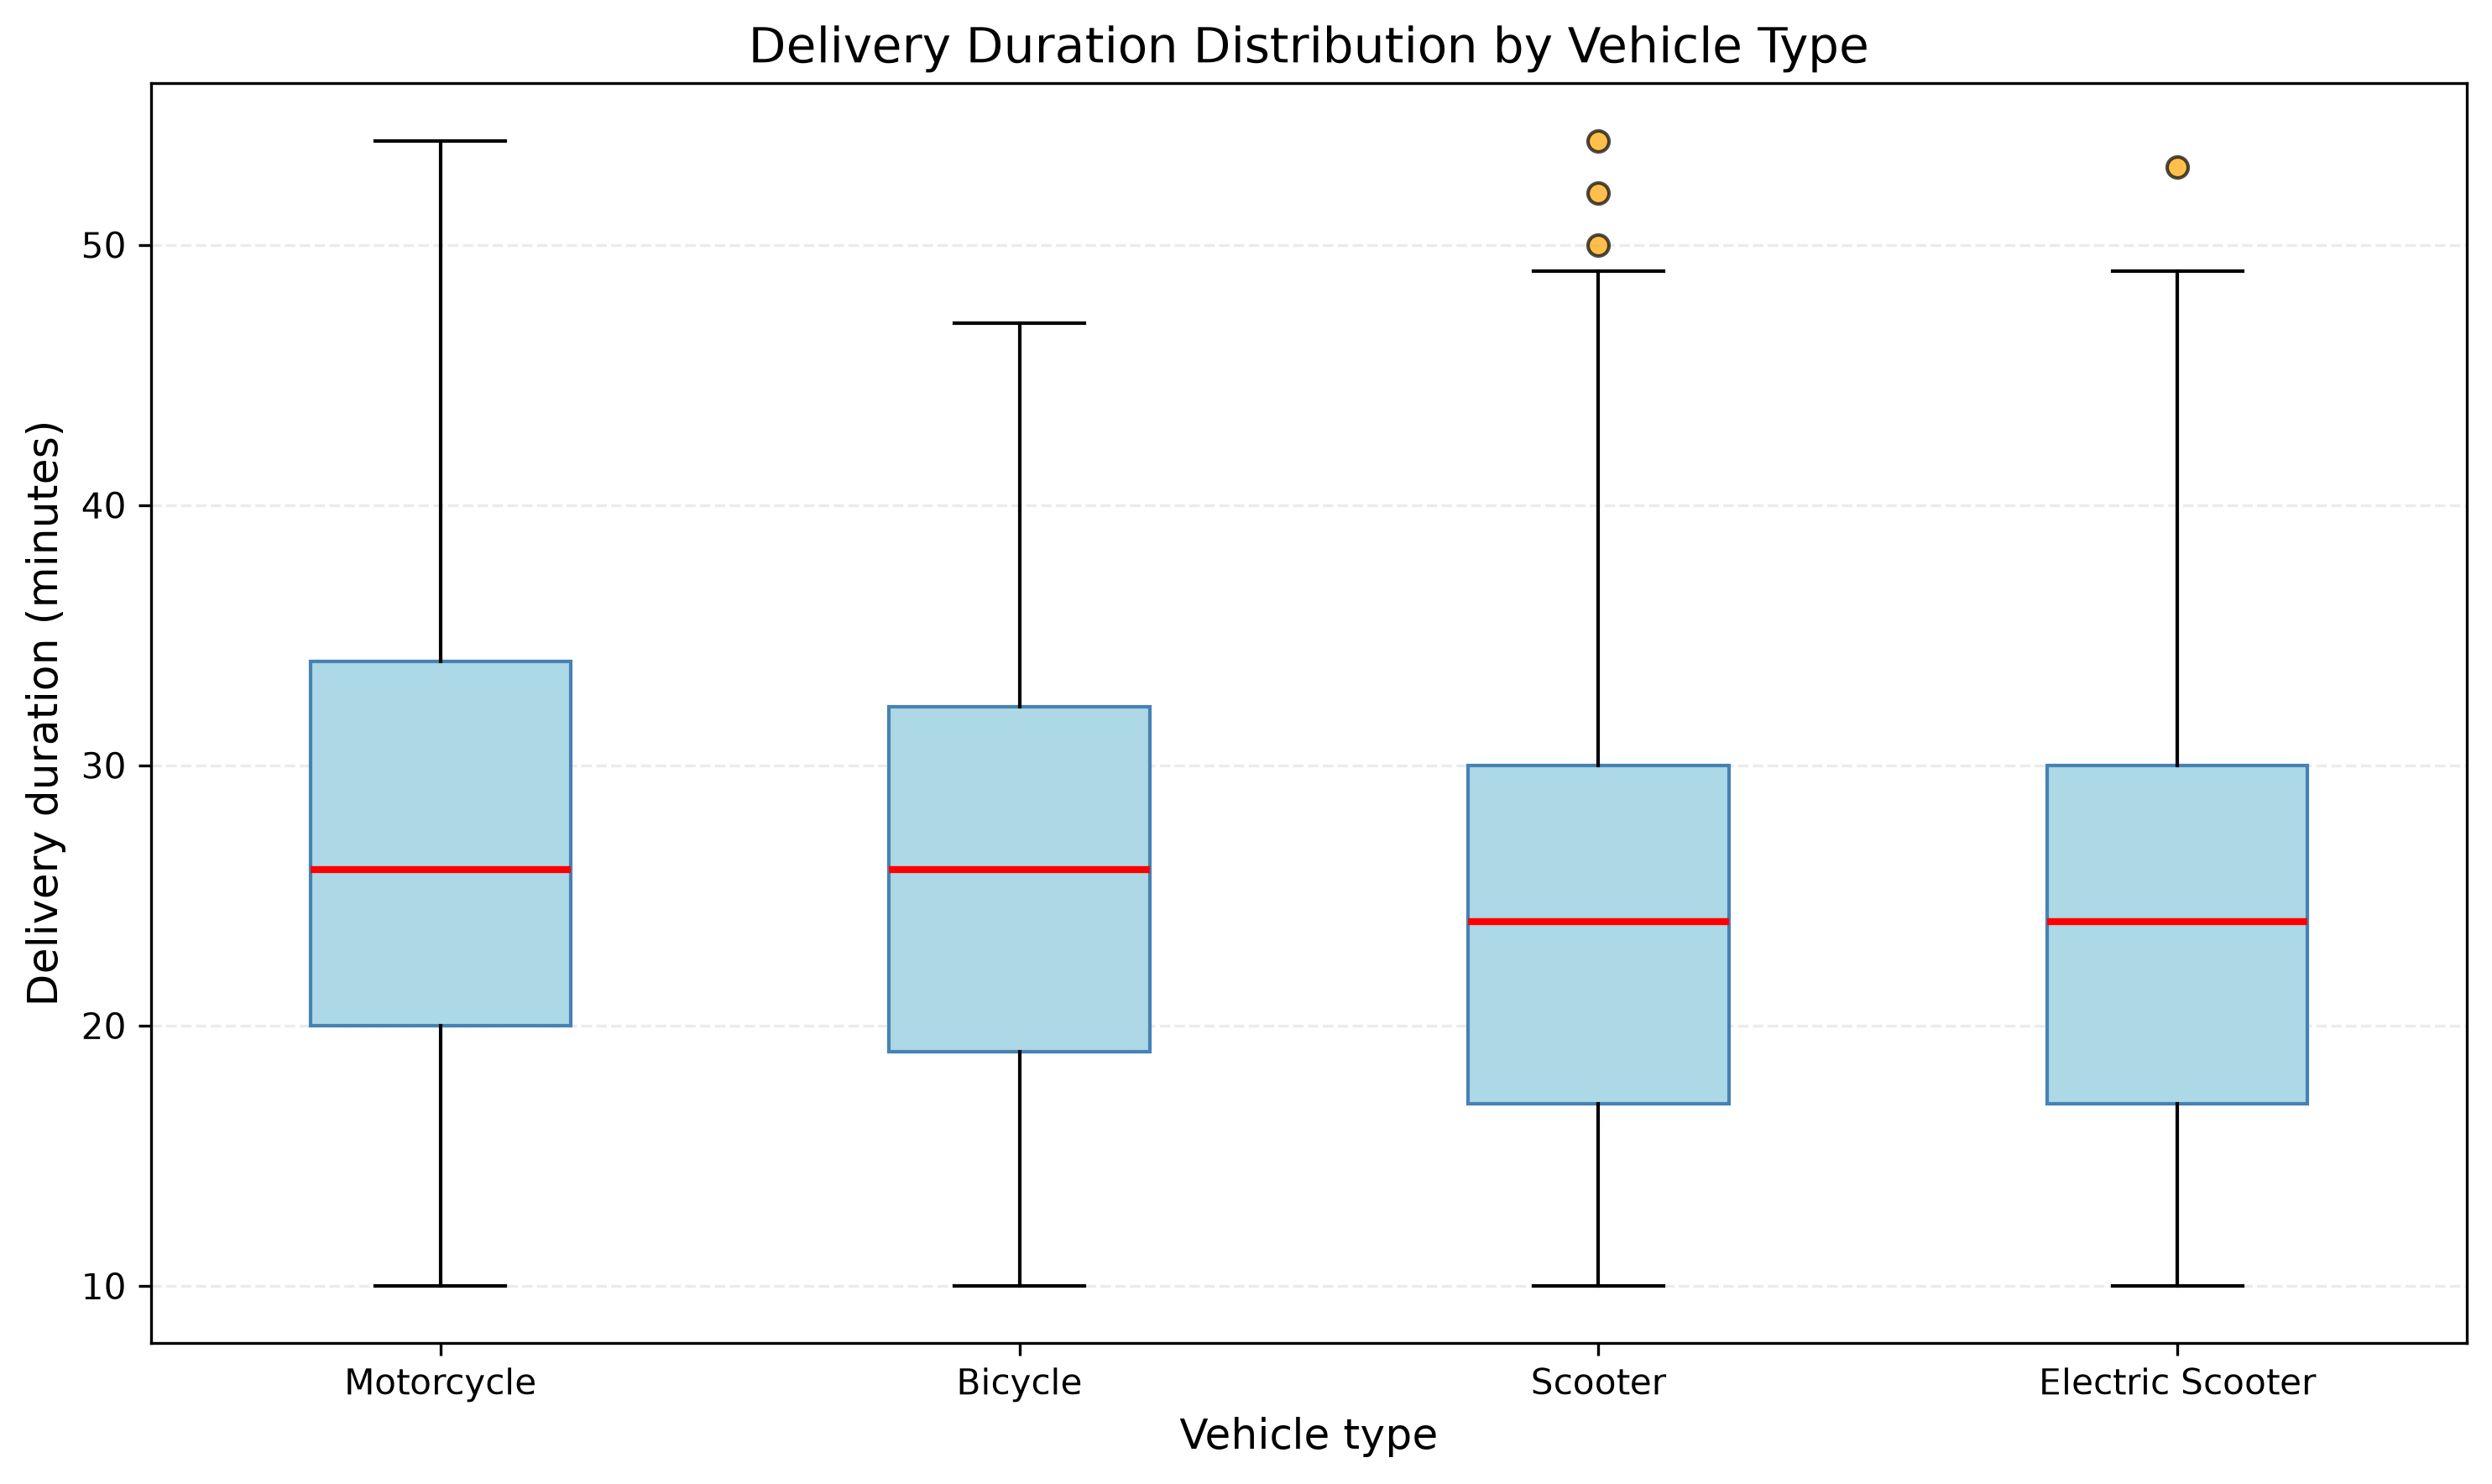 Delivery Duration Distribution by Vehicle Type
Delivery duration (minutes)
50
40
30
20
10
Motorcycle
Bicycle
Scooter
Electric Scooter
Vehicle type